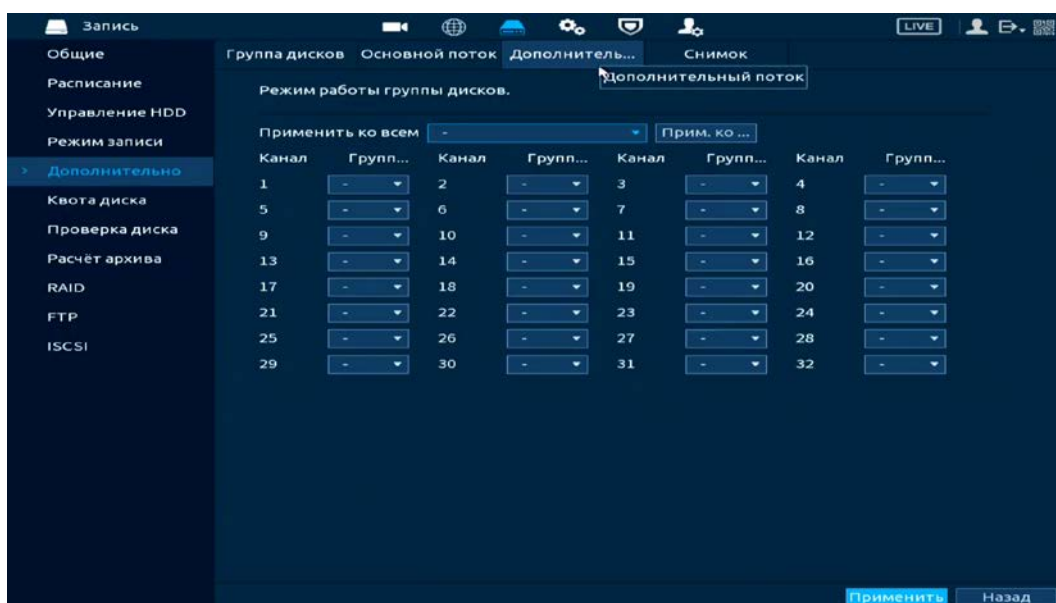 Запись LIVE
Общие
Расписание
Управление HDD
Режим записи
Дополнительно
Квота диска
Проверка диска
Расчёт архива
RAID
FTP
ISCSI
Группа дисков Основной поток Дополнитель... Снимок
Дополнительный поток
Режим работы группы дисков.
Применить ко всем - Прим. ко ...
Канал Групп... Канал Групп... Канал Групп... Канал Групп...
1 - 2 - 3 - 4 -
5 - 6 - 7 - 8 -
9 - 10 - 11 - 12 -
13 - 14 - 15 - 16 -
17 - 18 - 19 - 20 -
21 - 22 - 23 - 24 -
25 - 26 - 27 - 28 -
29 - 30 - 31 - 32 -
Применить Назад